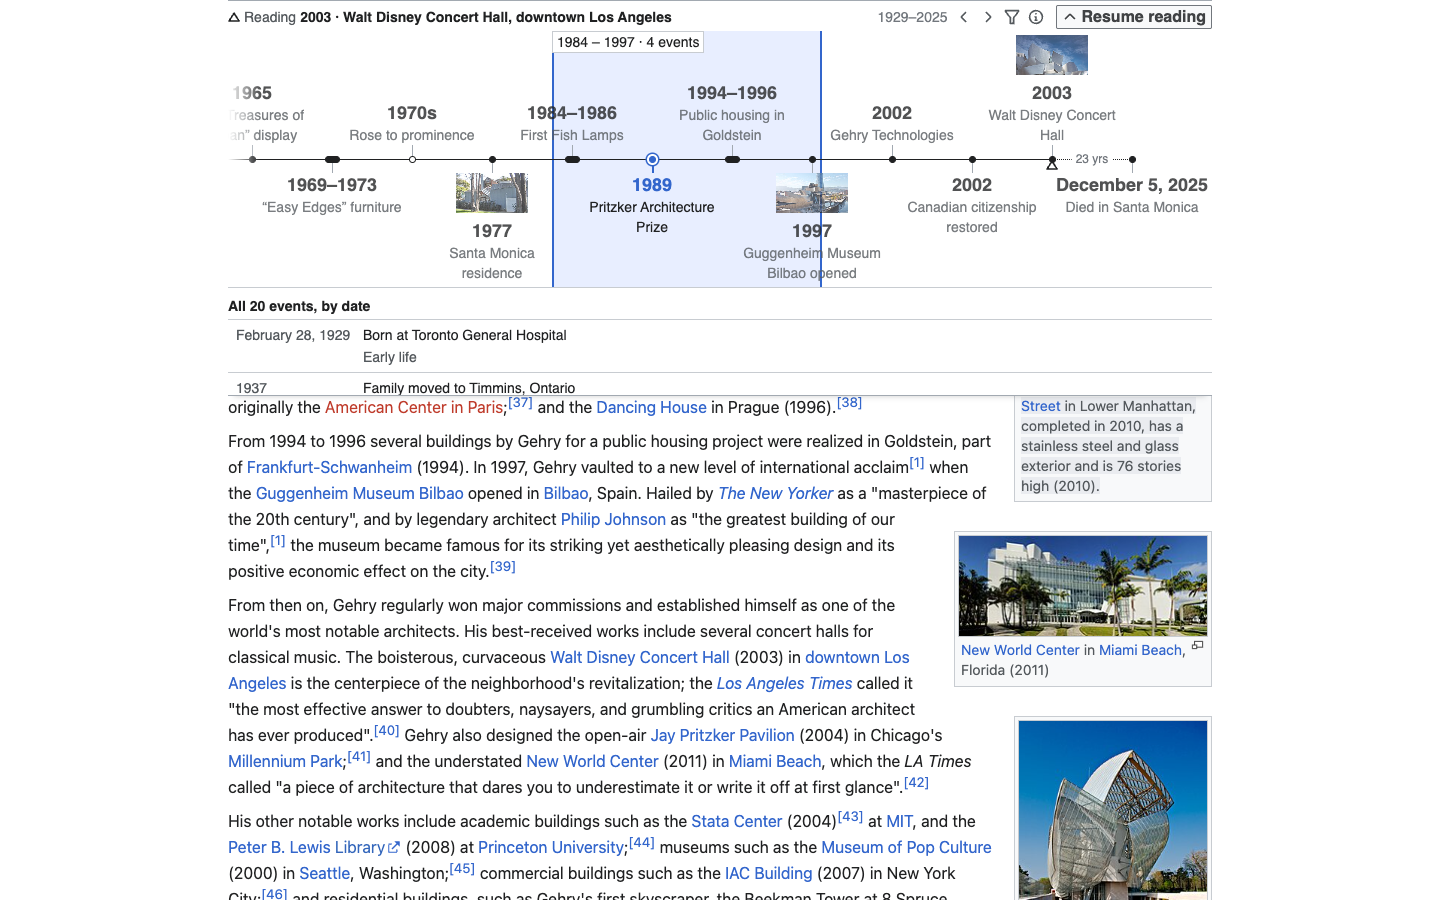 Reading 2003 · Walt Disney Concert Hall, downtown Los Angeles
1929–2025
Resume reading
1984 – 1997 · 4 events
1965
Treasures of
an” display
1970s
Rose to prominence
1984–1986
First Fish Lamps
1994–1996
Public housing in
Goldstein
2002
Gehry Technologies
2003
Walt Disney Concert
Hall
23 yrs
1969–1973
“Easy Edges” furniture
1977
Santa Monica
residence
1989
Pritzker Architecture
Prize
1997
Guggenheim Museum
Bilbao opened
2002
Canadian citizenship
restored
December 5, 2025
Died in Santa Monica
All 20 events, by date
February 28, 1929 Born at Toronto General Hospital
Early life
1937 Family moved to Timmins, Ontario
originally the American Center in Paris;[37] and the Dancing House in Prague (1996).[38]
From 1994 to 1996 several buildings by Gehry for a public housing project were realized in Goldstein, part
of Frankfurt-Schwanheim (1994). In 1997, Gehry vaulted to a new level of international acclaim[1] when
the Guggenheim Museum Bilbao opened in Bilbao, Spain. Hailed by The New Yorker as a "masterpiece of
the 20th century", and by legendary architect Philip Johnson as "the greatest building of our
time",[1] the museum became famous for its striking yet aesthetically pleasing design and its
positive economic effect on the city.[39]
From then on, Gehry regularly won major commissions and established himself as one of the
world's most notable architects. His best-received works include several concert halls for
classical music. The boisterous, curvaceous Walt Disney Concert Hall (2003) in downtown Los
Angeles is the centerpiece of the neighborhood's revitalization; the Los Angeles Times called it
"the most effective answer to doubters, naysayers, and grumbling critics an American architect
has ever produced".[40] Gehry also designed the open-air Jay Pritzker Pavilion (2004) in Chicago's
Millennium Park;[41] and the understated New World Center (2011) in Miami Beach, which the LA Times
called "a piece of architecture that dares you to underestimate it or write it off at first glance".[42]
His other notable works include academic buildings such as the Stata Center (2004)[43] at MIT, and the
Peter B. Lewis Library (2008) at Princeton University;[44] museums such as the Museum of Pop Culture
(2000) in Seattle, Washington;[45] commercial buildings such as the IAC Building (2007) in New York
City;[46] and residential buildings, such as Gehry's first skyscraper, the Beekman Tower at 8 Spruce
Street in Lower Manhattan,
completed in 2010, has a
stainless steel and glass
exterior and is 76 stories
high (2010).
New World Center in Miami Beach,
Florida (2011)